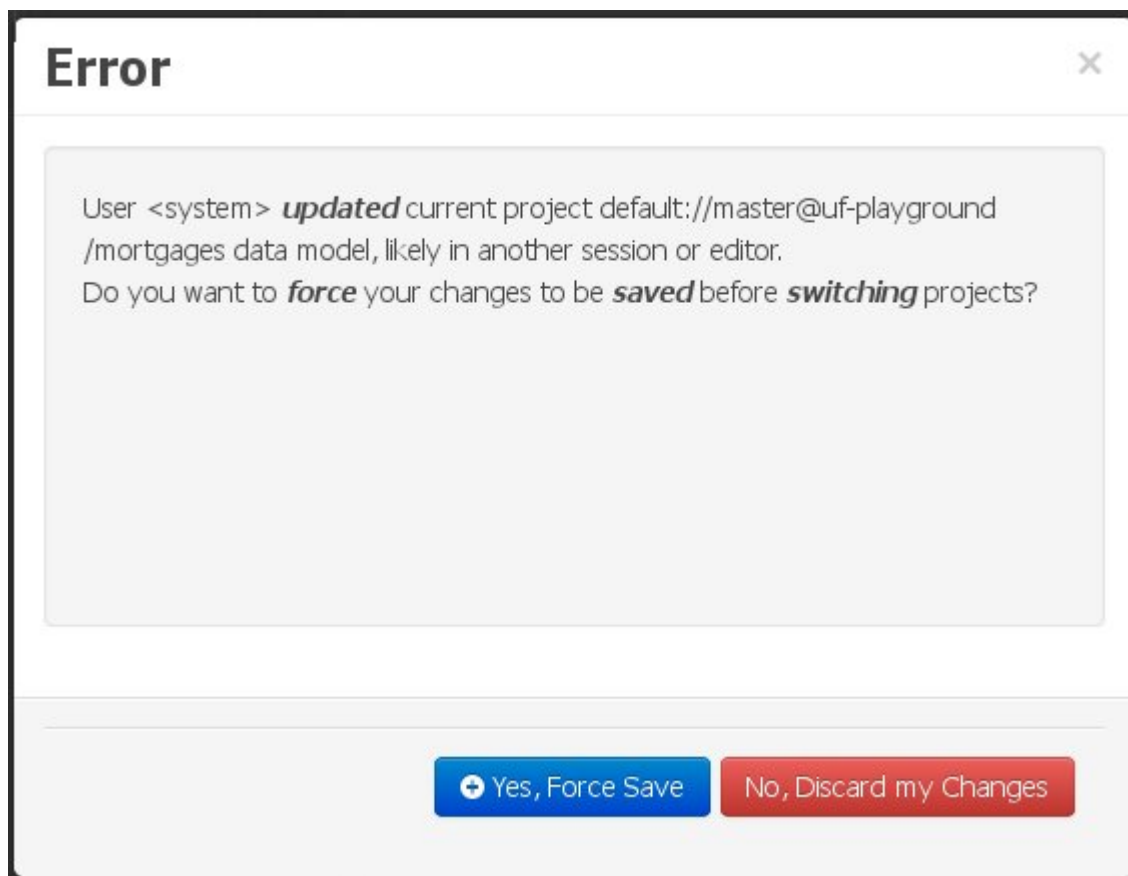 Error
×
User <system> updated current project default://master@uf-playground
/mortgages data model, likely in another session or editor.
Do you want to force your changes to be saved before switching projects?
Yes, Force Save
No, Discard my Changes